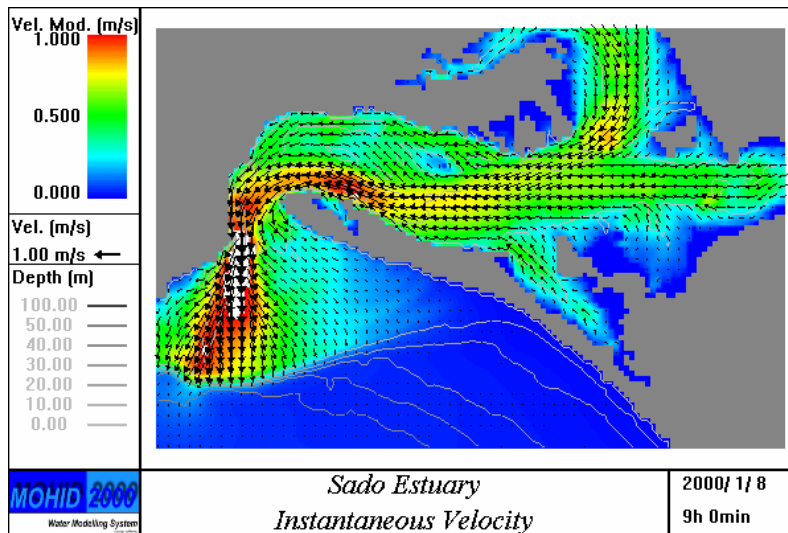 Vel. Mod. (m/s)
1.000
0.500
0.000
Vel. (m/s)
1.00 m/s
Depth (m)
100.00
50.00
40.00
30.00
20.00
10.00
0.00
MOHID 2000
Water Modelling System
Sado Estuary
Instantaneous Velocity
2000/ 1/ 8
9h 0min